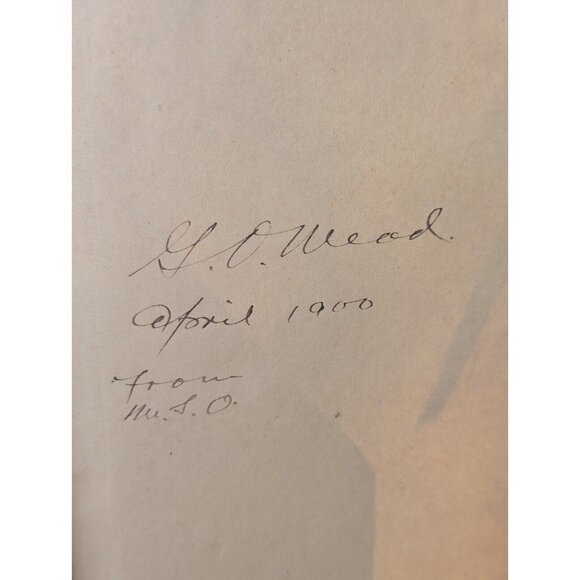 G. O. Mead.
April 1900
from
M. S. O.